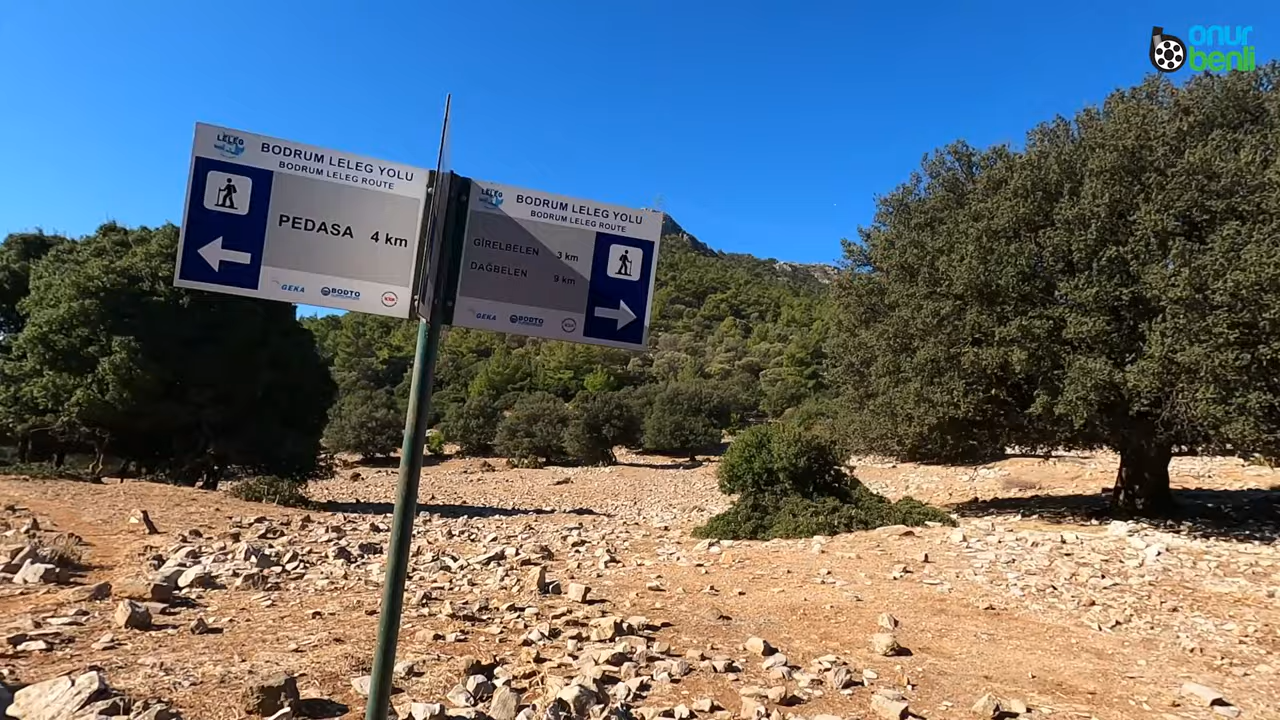 onur
benli
LELEG
BODRUM LELEG YOLU
BODRUM LELEG ROUTE
PEDASA 4 km
GEKA BODTO
LELEG
BODRUM LELEG YOLU
BODRUM LELEG ROUTE
GİRELBELEN 3 km
DAĞBELEN 9 km
GEKA BODTO